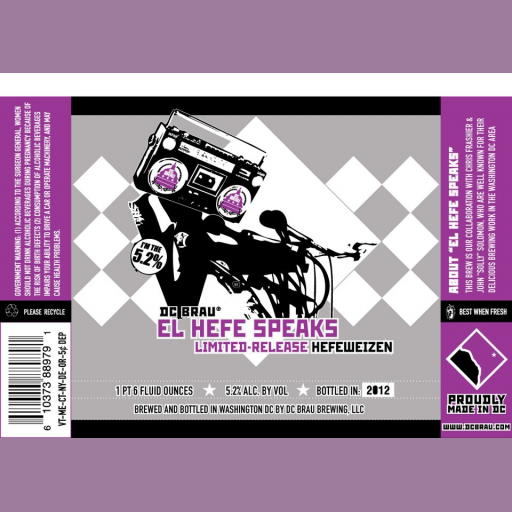 GOVERNMENT WARNING: (1) ACCORDING TO THE SURGEON GENERAL, WOMEN
SHOULD NOT DRINK ALCOHOLIC BEVERAGES DURING PREGNANCY BECAUSE OF
THE RISK OF BIRTH DEFECTS (2) CONSUMPTION OF ALCOHOLIC BEVERAGES
IMPAIRS YOUR ABILITY TO DRIVE A CAR OR OPERATE MACHINERY, AND MAY
CAUSE HEALTH PROBLEMS.
PLEASE RECYCLE
6 10373 88979 1
VT-ME-CT-NY-DE-OR-5¢ DEP
I'M THE
5.2%
DC BRAU®
EL HEFE SPEAKS
LIMITED-RELEASE HEFEWEIZEN
1 PT 6 FLUID OUNCES ★ 5.2% ALC. BY VOL ★ BOTTLED IN: 2012
BREWED AND BOTTLED IN WASHINGTON DC BY DC BRAU BREWING, LLC
ABOUT "EL HEFE SPEAKS"
THIS BREW IS OUR COLLABORATION WITH CHRIS FRASHIER &
JOHN "SOLLY" SOLOMON, WHO ARE WELL KNOWN FOR THEIR
DELICIOUS BREWING WORK IN THE WASHINGTON DC AREA
BEST WHEN FRESH
PROUDLY
MADE IN DC
WWW.DCBRAU.COM